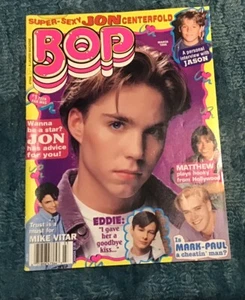 SUPER-SEXY JON CENTERFOLD
BOP
A personal
interview with
JASON
Wanna
be a star?
JON
has advice
for you!
MATTHEW
plays hooky
from Hollywood
Trust is a
must for
MIKE VITAR
EDDIE:
"I gave
her a
goodbye
kiss..."
Is
MARK-PAUL
a cheatin' man?